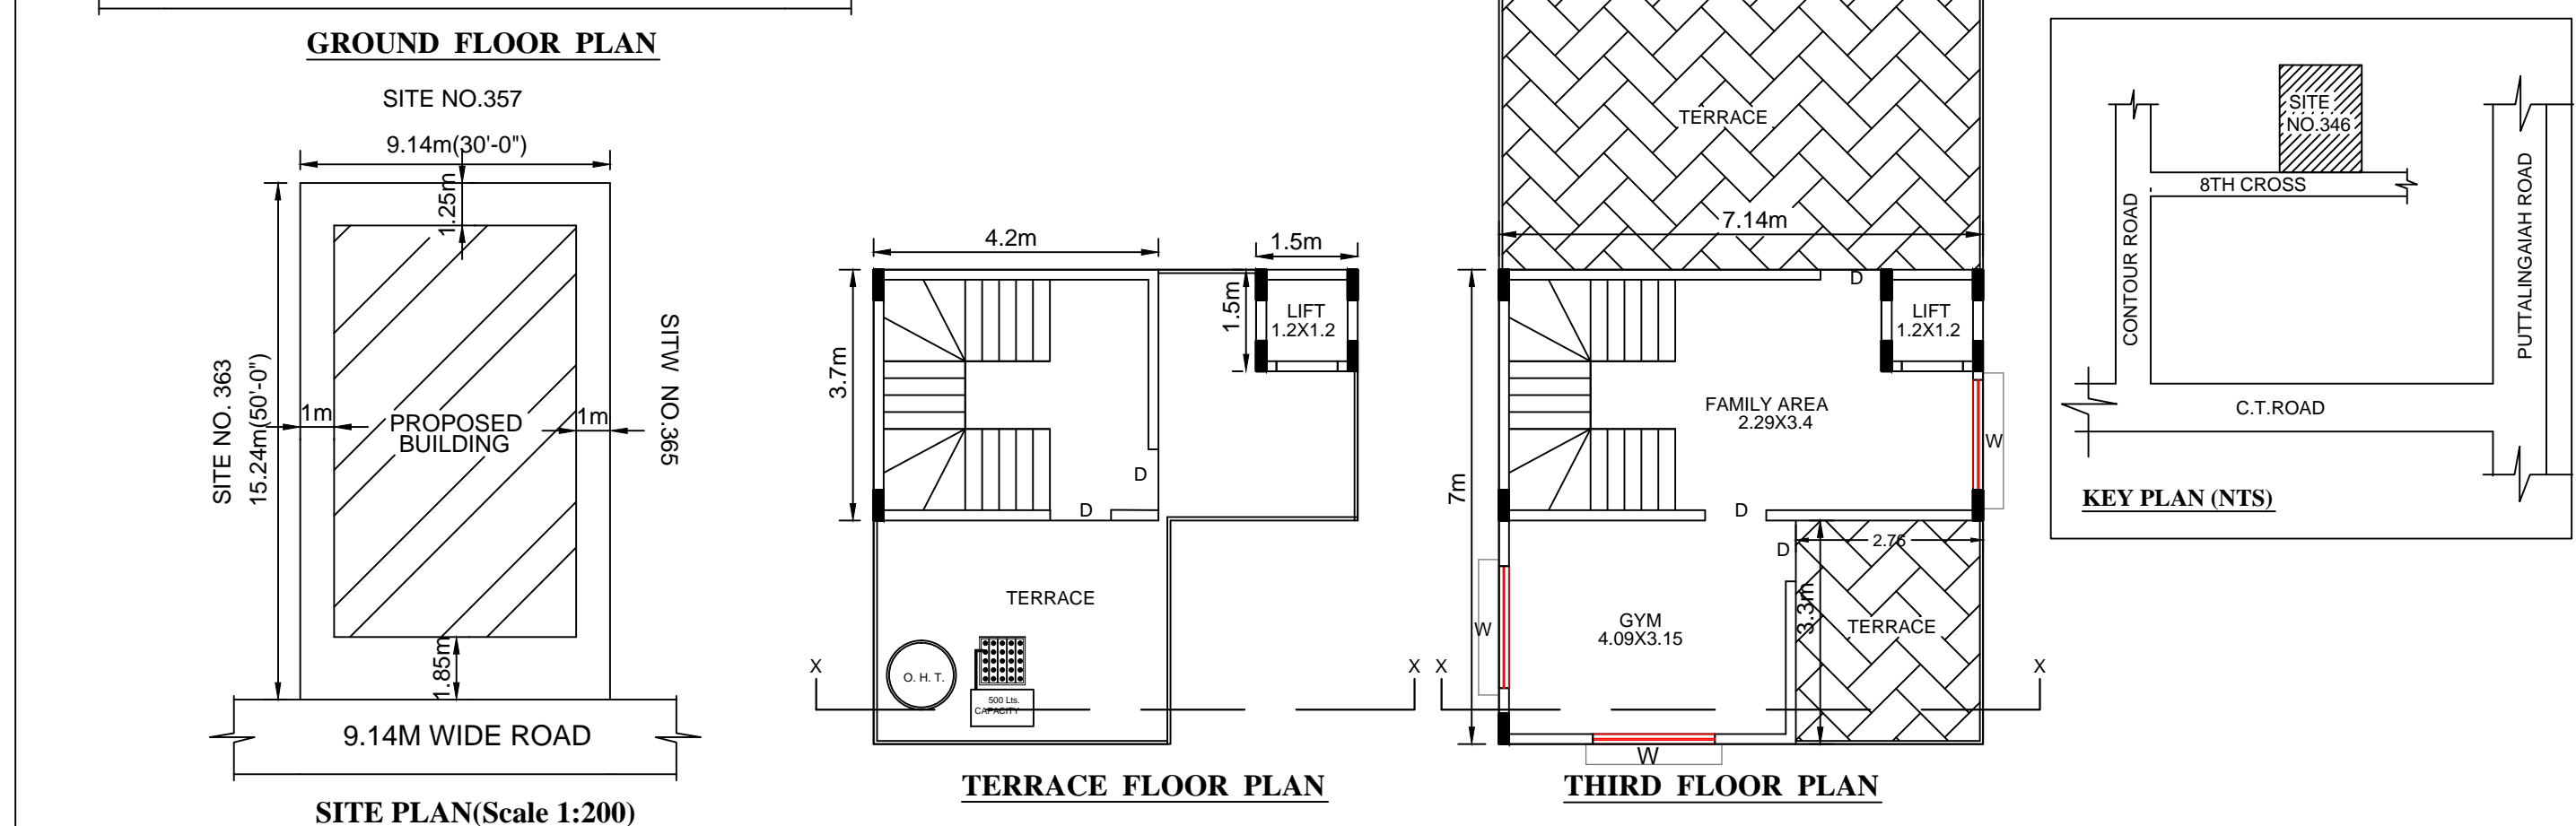 GROUND FLOOR PLAN
SITE NO.357
9.14m(30'-0")
1.25m
SITE NO. 363
15.24m(50'-0")
1m
PROPOSED
BUILDING
1m
SITW NO.365
1.85m
9.14M WIDE ROAD
SITE PLAN(Scale 1:200)
4.2m
1.5m
3.7m
1.5m
LIFT
1.2X1.2
D
D
TERRACE
O. H. T.
500 Lts.
CAPACITY
X
X
TERRACE FLOOR PLAN
TERRACE
7.14m
D
LIFT
1.2X1.2
FAMILY AREA
2.29X3.4
W
7m
D
D
2.76
3.3m
GYM
4.09X3.15
TERRACE
W
X
X
W
THIRD FLOOR PLAN
SITE
NO.346
8TH CROSS
CONTOUR ROAD
PUTTALINGAIAH ROAD
C.T.ROAD
KEY PLAN (NTS)